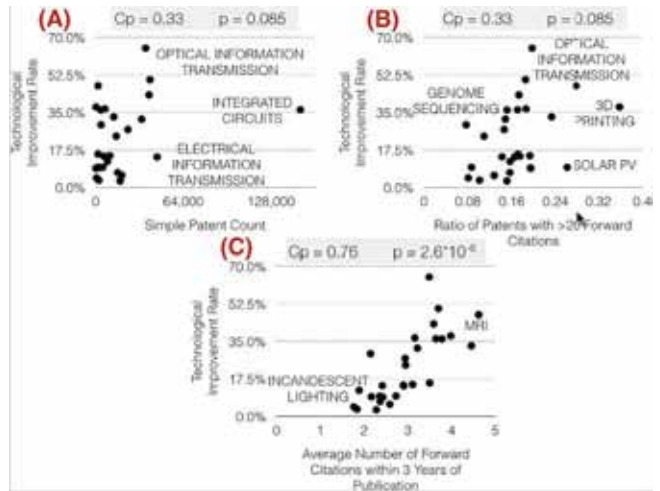 (A)
Cp = 0.33 p = 0.085
Technological
Improvement Rate
70.0%
52.5%
35.0%
17.5%
0.0%
OPTICAL INFORMATION
TRANSMISSION
INTEGRATED
CIRCUITS
ELECTRICAL
INFORMATION
TRANSMISSION
0 64,000 128,000
Simple Patent Count
(B)
Cp = 0.33 p = 0.085
Technological
Improvement Rate
70.0%
52.5%
35.0%
17.5%
0.0%
OPTICAL
INFORMATION
TRANSMISSION
GENOME
SEQUENCING
3D
PRINTING
SOLAR PV
0 0.08 0.16 0.24 0.32 0.40
Ratio of Patents with >20 Forward
Citations
(C)
Cp = 0.76 p = 2.6*10^-6
Technological
Improvement Rate
70.0%
52.5%
35.0%
17.5%
0.0%
MRI
INCANDESCENT
LIGHTING
0 1 2 3 4 5
Average Number of Forward
Citations within 3 Years of
Publication